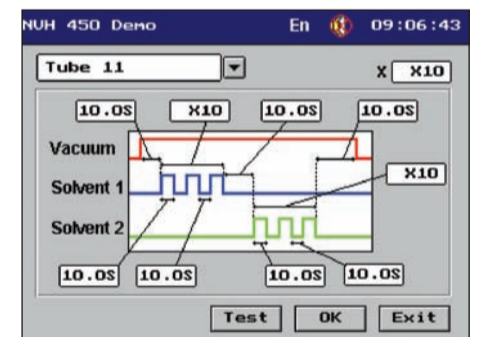 NUH 450 Demo En 09:06:43
Tube 11 X X10
10.0S X10 10.0S 10.0S
Vacuum
X10
Solvent 1
Solvent 2
10.0S 10.0S 10.0S 10.0S
Test OK Exit